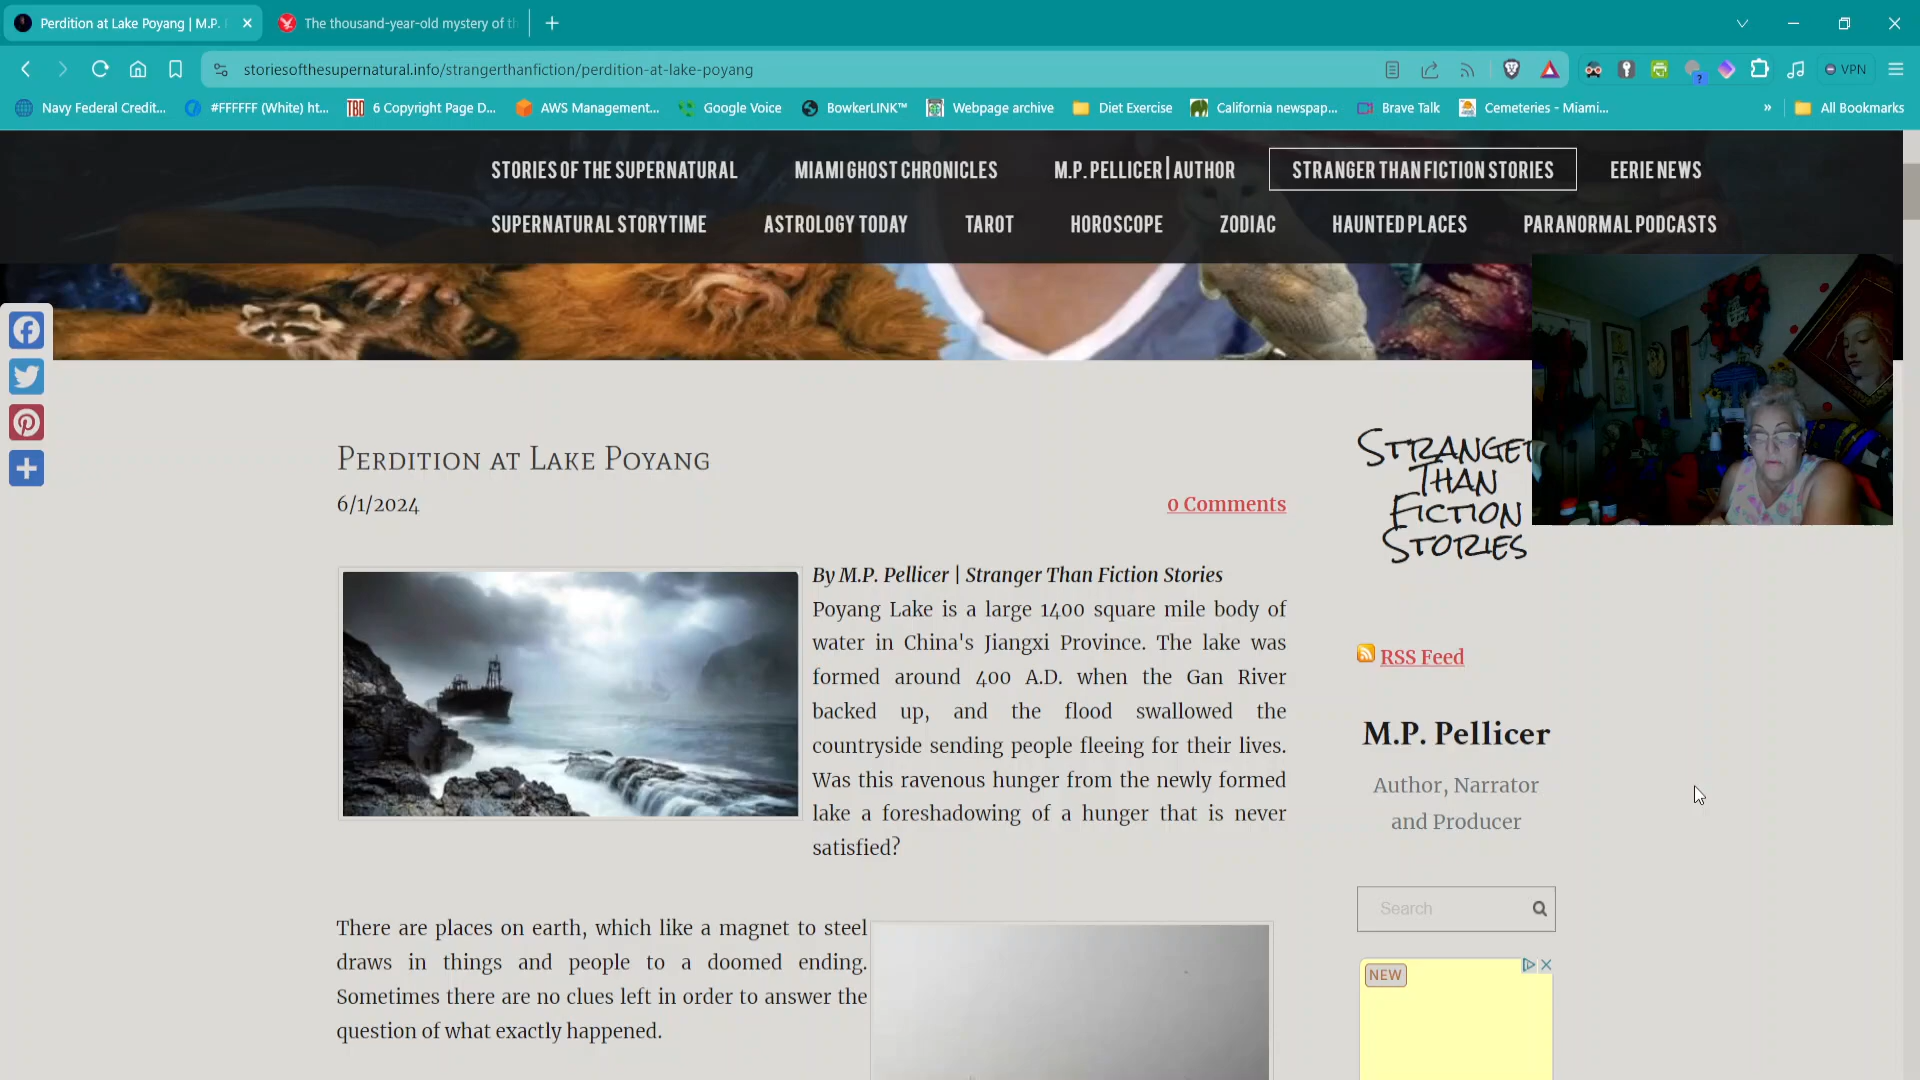 Perdition at Lake Poyang | M.P.
The thousand-year-old mystery of
storiesofthesupernatural.info/strangerthanfiction/perdition-at-lake-poyang
VPN
Navy Federal Credit...
#FFFFFF (White) ht...
6 Copyright Page D...
AWS Management...
Google Voice
BowkerLINK™
Webpage archive
Diet Exercise
California newspap...
Brave Talk
Cemeteries - Miami...
»
All Bookmarks
STORIES OF THE SUPERNATURAL
MIAMI GHOST CHRONICLES
M.P. PELLICER | AUTHOR
STRANGER THAN FICTION STORIES
EERIE NEWS
SUPERNATURAL STORYTIME
ASTROLOGY TODAY
TAROT
HOROSCOPE
ZODIAC
HAUNTED PLACES
PARANORMAL PODCASTS
Perdition at Lake Poyang
6/1/2024
0 Comments
By M.P. Pellicer | Stranger Than Fiction Stories
Poyang Lake is a large 1400 square mile body of
water in China's Jiangxi Province. The lake was
formed around 400 A.D. when the Gan River
backed up, and the flood swallowed the
countryside sending people fleeing for their lives.
Was this ravenous hunger from the newly formed
lake a foreshadowing of a hunger that is never
satisfied?
There are places on earth, which like a magnet to steel
draws in things and people to a doomed ending.
Sometimes there are no clues left in order to answer the
question of what exactly happened.
Stranger
Than
Fiction
Stories
RSS Feed
M.P. Pellicer
Author, Narrator
and Producer
Search
NEW